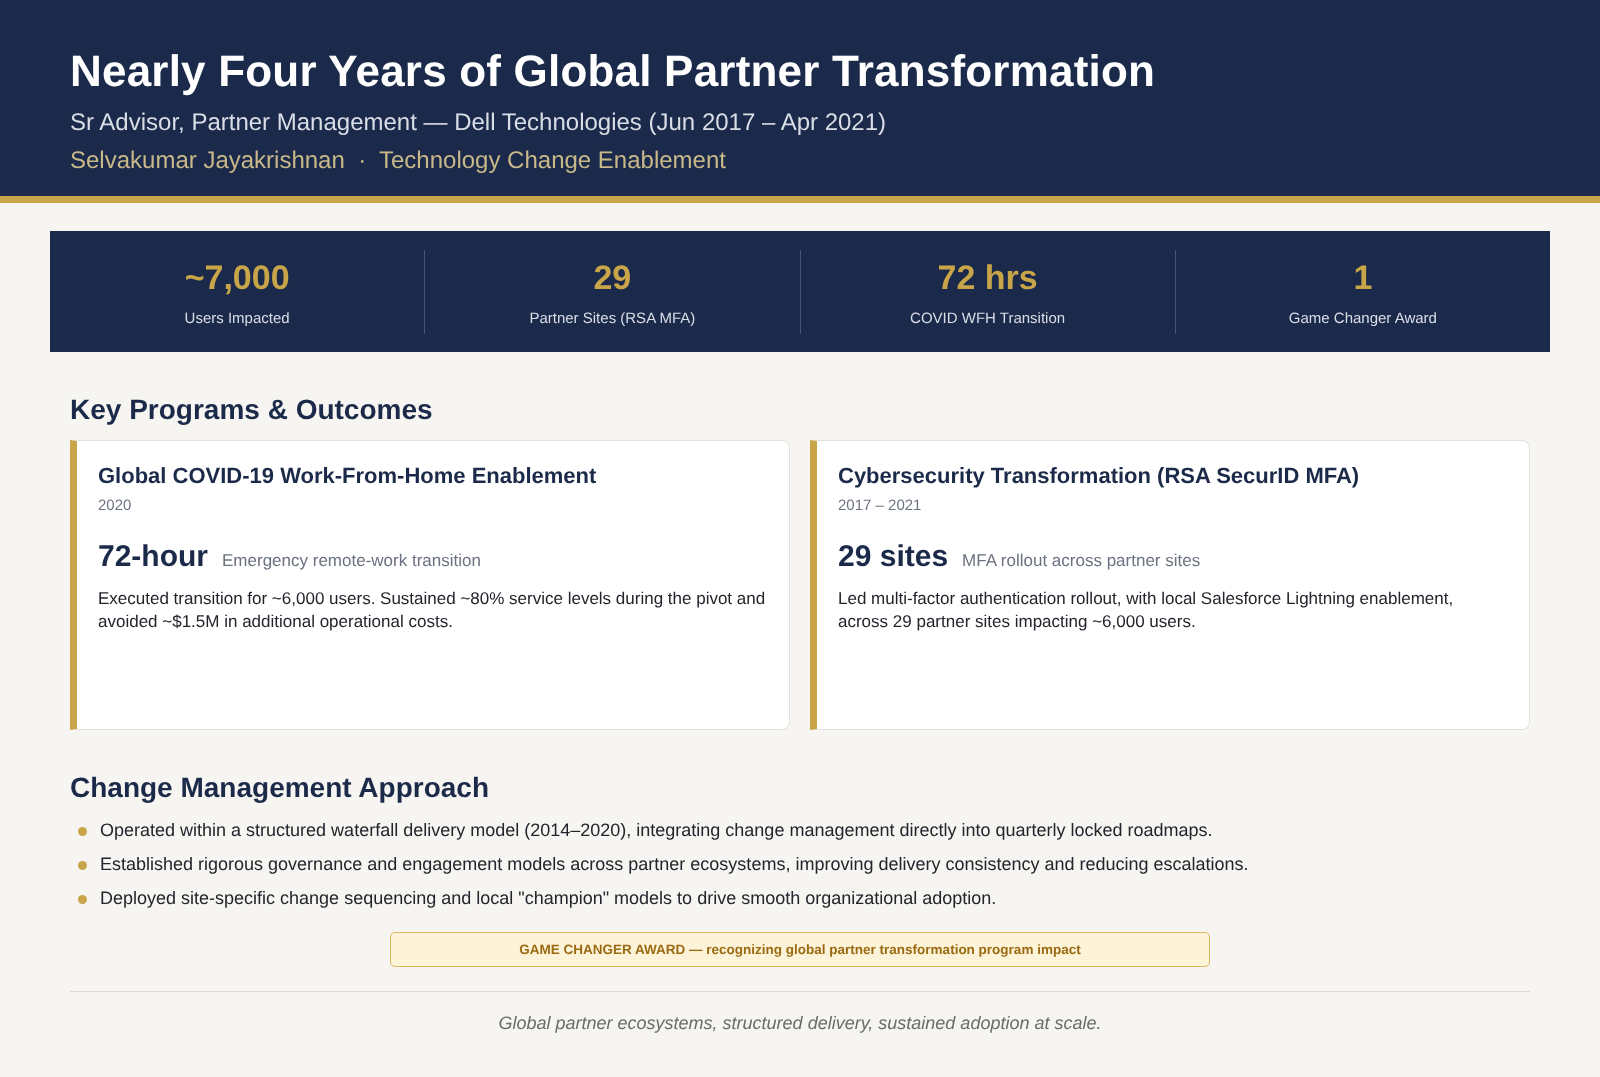 Nearly Four Years of Global Partner Transformation
Sr Advisor, Partner Management — Dell Technologies (Jun 2017 – Apr 2021)
Selvakumar Jayakrishnan · Technology Change Enablement
~7,000
Users Impacted
29
Partner Sites (RSA MFA)
72 hrs
COVID WFH Transition
1
Game Changer Award
Key Programs & Outcomes
Global COVID-19 Work-From-Home Enablement
2020
72-hour Emergency remote-work transition
Executed transition for ~6,000 users. Sustained ~80% service levels during the pivot and
avoided ~$1.5M in additional operational costs.
Cybersecurity Transformation (RSA SecurID MFA)
2017 – 2021
29 sites MFA rollout across partner sites
Led multi-factor authentication rollout, with local Salesforce Lightning enablement,
across 29 partner sites impacting ~6,000 users.
Change Management Approach
Operated within a structured waterfall delivery model (2014–2020), integrating change management directly into quarterly locked roadmaps.
Established rigorous governance and engagement models across partner ecosystems, improving delivery consistency and reducing escalations.
Deployed site-specific change sequencing and local "champion" models to drive smooth organizational adoption.
GAME CHANGER AWARD — recognizing global partner transformation program impact
Global partner ecosystems, structured delivery, sustained adoption at scale.